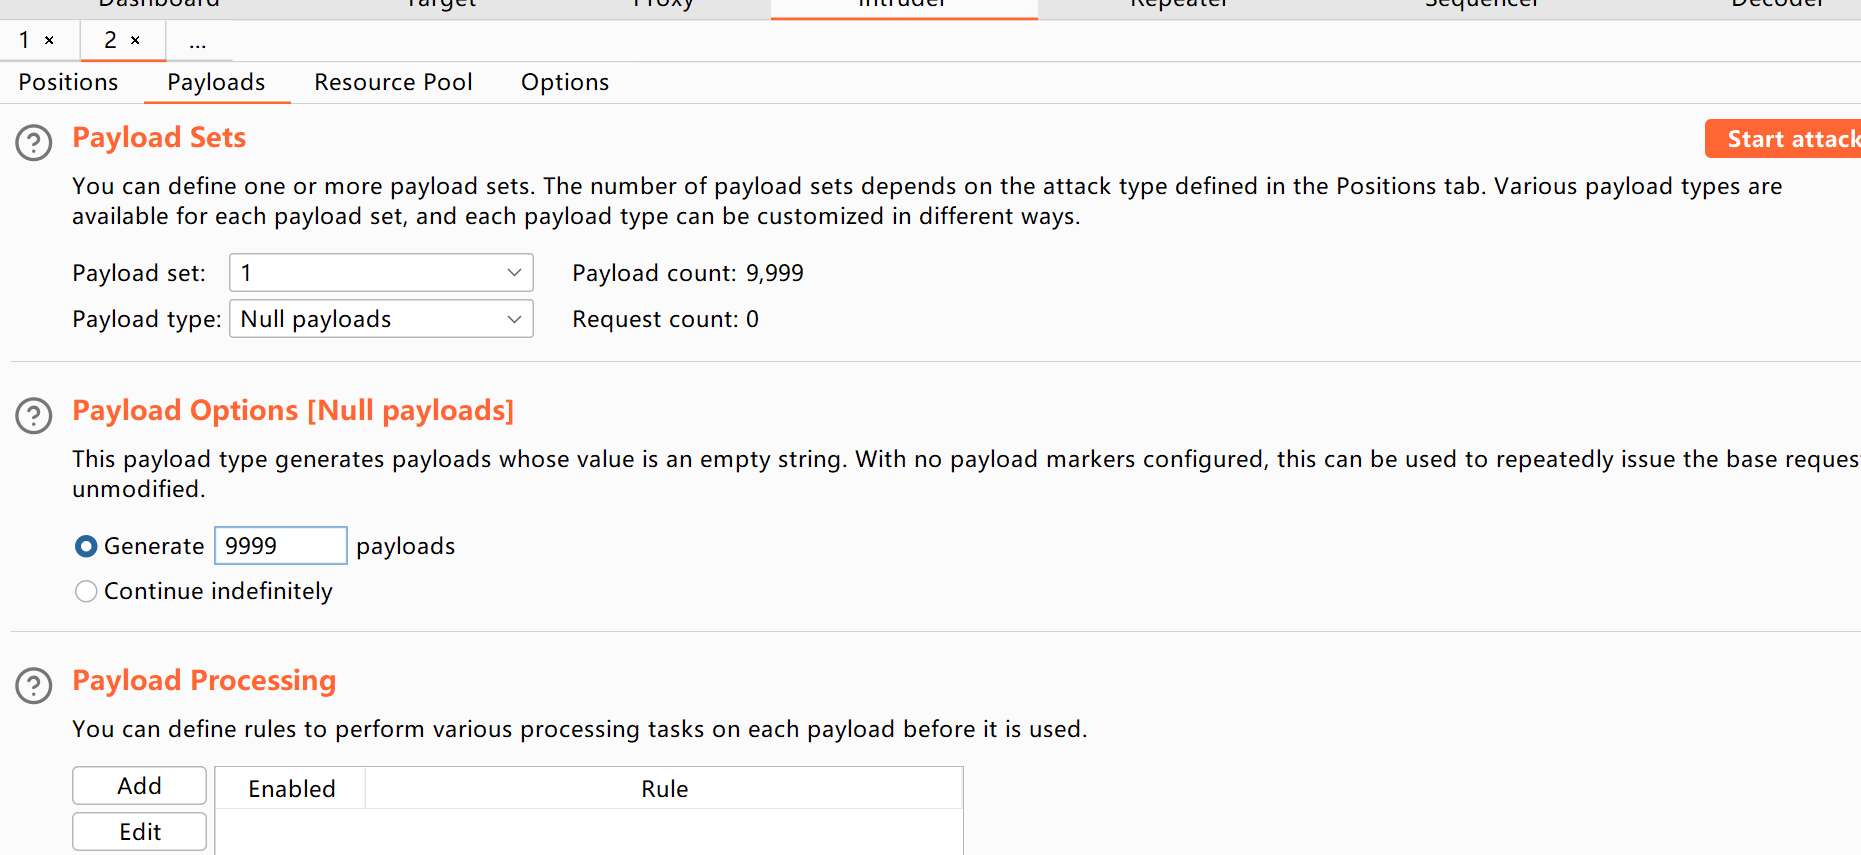 Dashboard Target Proxy Intruder Repeater Sequencer Decoder
1 × 2 × ...
Positions Payloads Resource Pool Options
? Payload Sets Start attack
You can define one or more payload sets. The number of payload sets depends on the attack type defined in the Positions tab. Various payload types are
available for each payload set, and each payload type can be customized in different ways.
Payload set: 1 Payload count: 9,999
Payload type: Null payloads Request count: 0
? Payload Options [Null payloads]
This payload type generates payloads whose value is an empty string. With no payload markers configured, this can be used to repeatedly issue the base reques
unmodified.
Generate 9999 payloads
Continue indefinitely
? Payload Processing
You can define rules to perform various processing tasks on each payload before it is used.
Add Enabled Rule
Edit